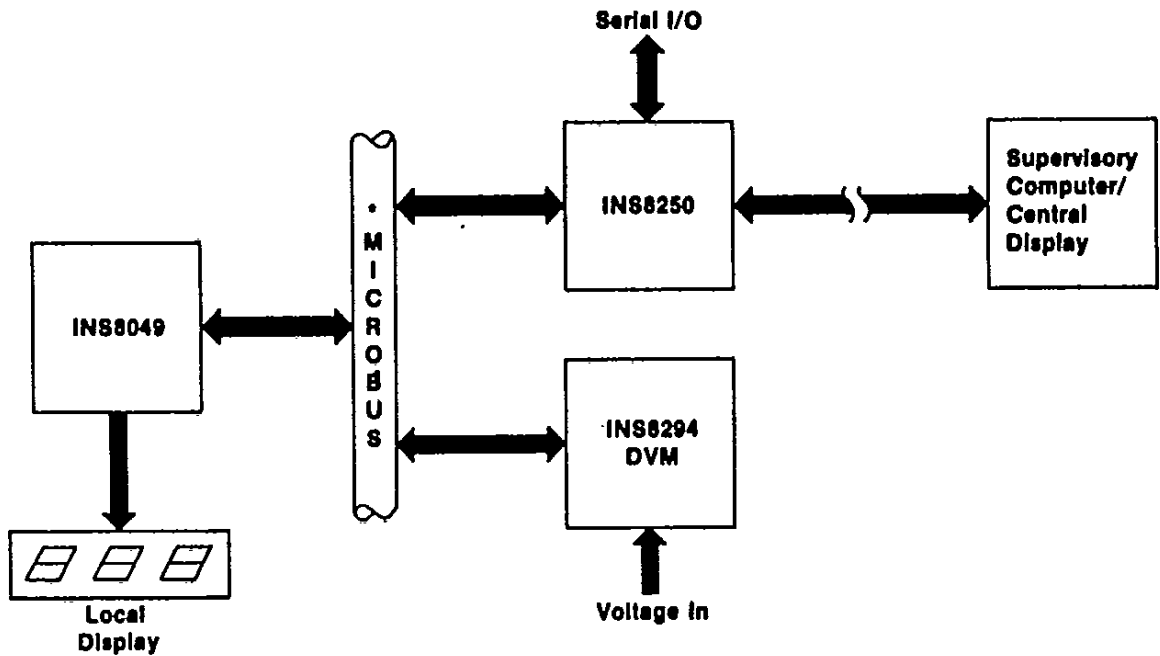 Serial I/O
INS8250
Supervisory
Computer/
Central
Display
* MICROBUS
INS8049
INS8294
DVM
Voltage In
Local
Display